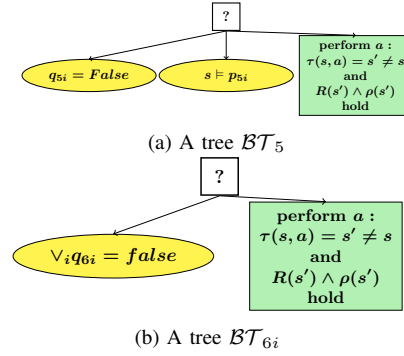 ?
q₅ᵢ = False
s ⊨ p₅ᵢ
perform a :
τ(s, a) = s′ ≠ s
and
R(s′) ∧ ρ(s′)
hold
(a) A tree ℬ𝒯₅
?
∨ᵢq₆ᵢ = false
perform a :
τ(s, a) = s′ ≠ s
and
R(s′) ∧ ρ(s′)
hold
(b) A tree ℬ𝒯₆ᵢ